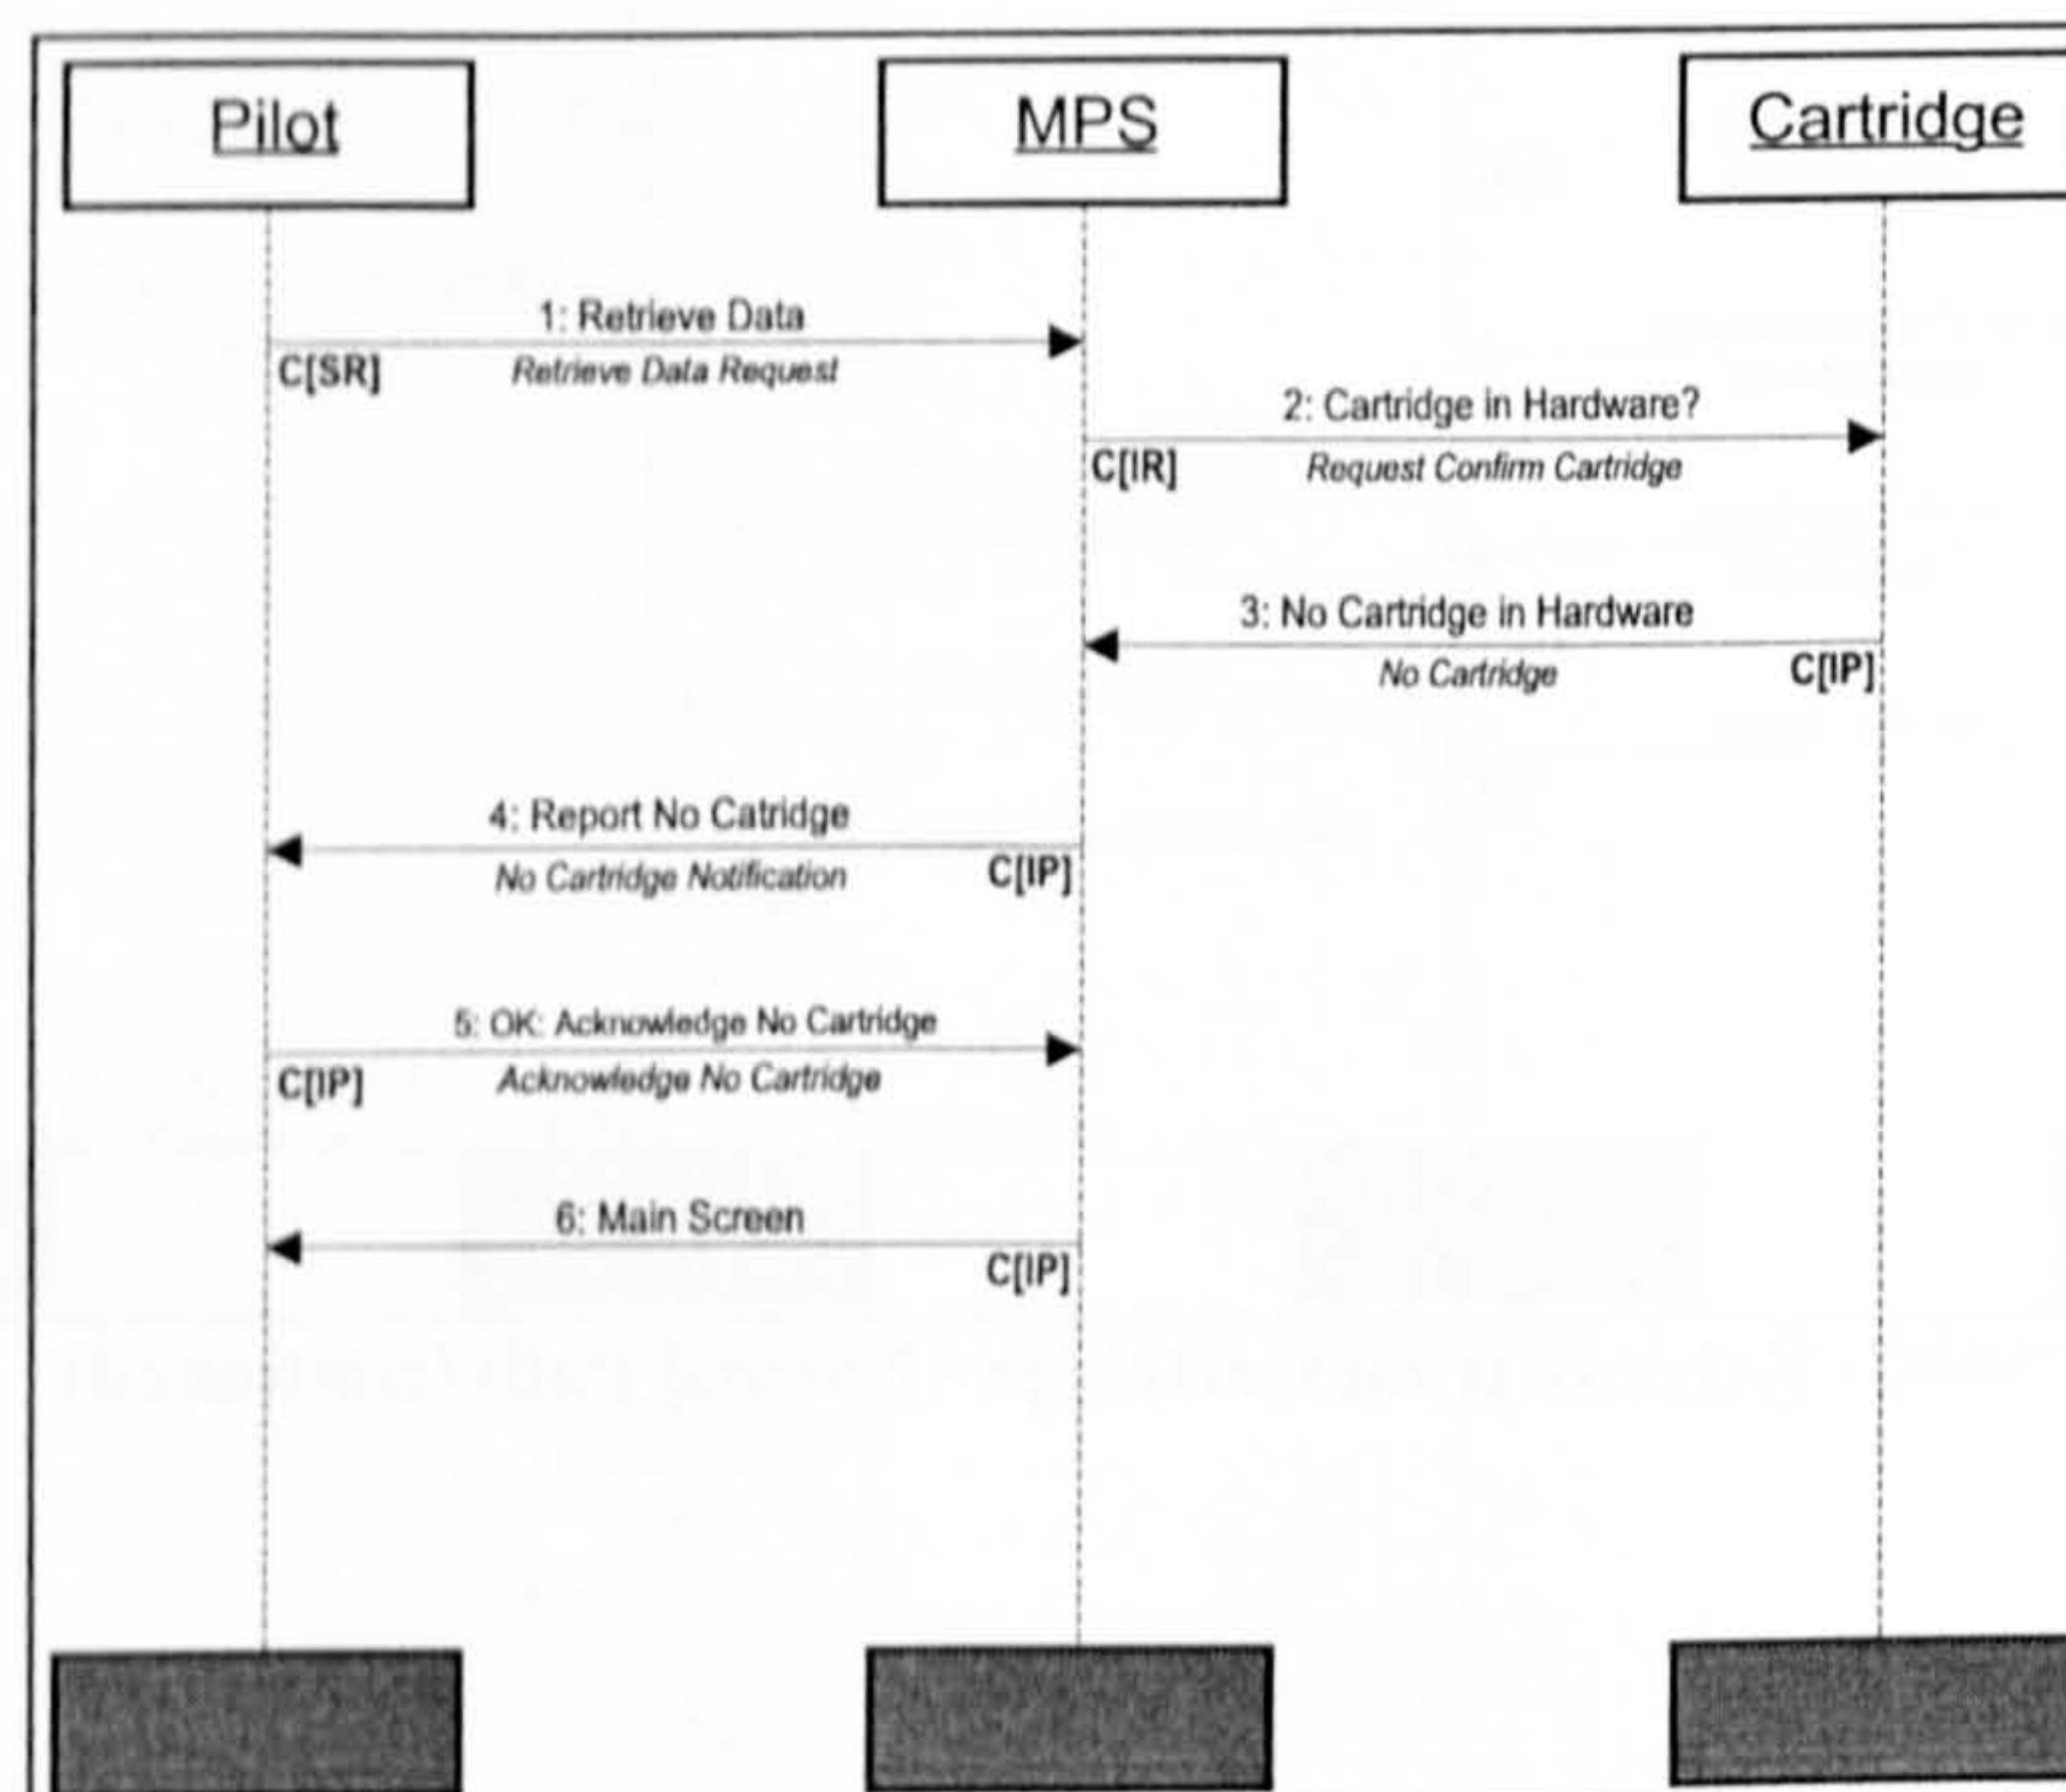 Pilot
MPS
Cartridge
1: Retrieve Data
C[SR]
Retrieve Data Request
2: Cartridge in Hardware?
C[IR]
Request Confirm Cartridge
3: No Cartridge in Hardware
No Cartridge
C[IP]
4: Report No Catridge
No Cartridge Notification
C[IP]
5: OK: Acknowledge No Cartridge
C[IP]
Acknowledge No Cartridge
6: Main Screen
C[IP]